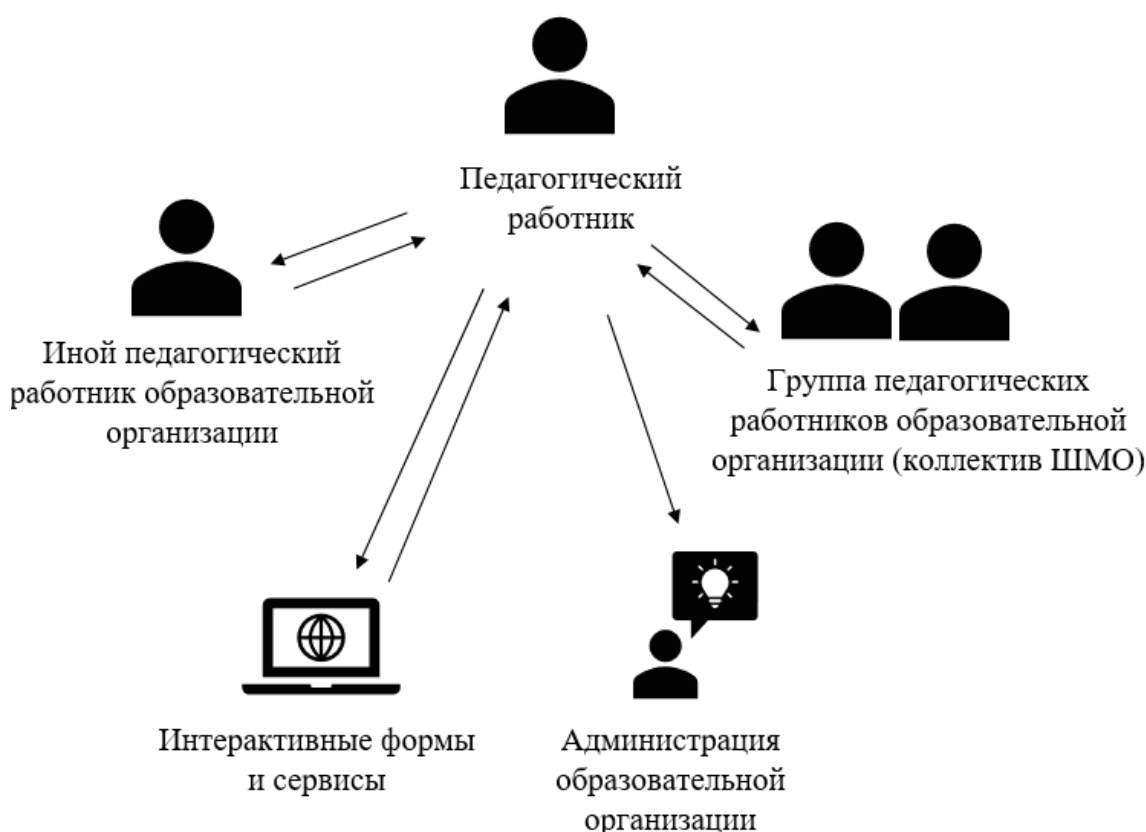 Педагогический
работник
Иной педагогический
работник образовательной
организации
Группа педагогических
работников образовательной
организации (коллектив ШМО)
Интерактивные формы
и сервисы
Администрация
образовательной
организации